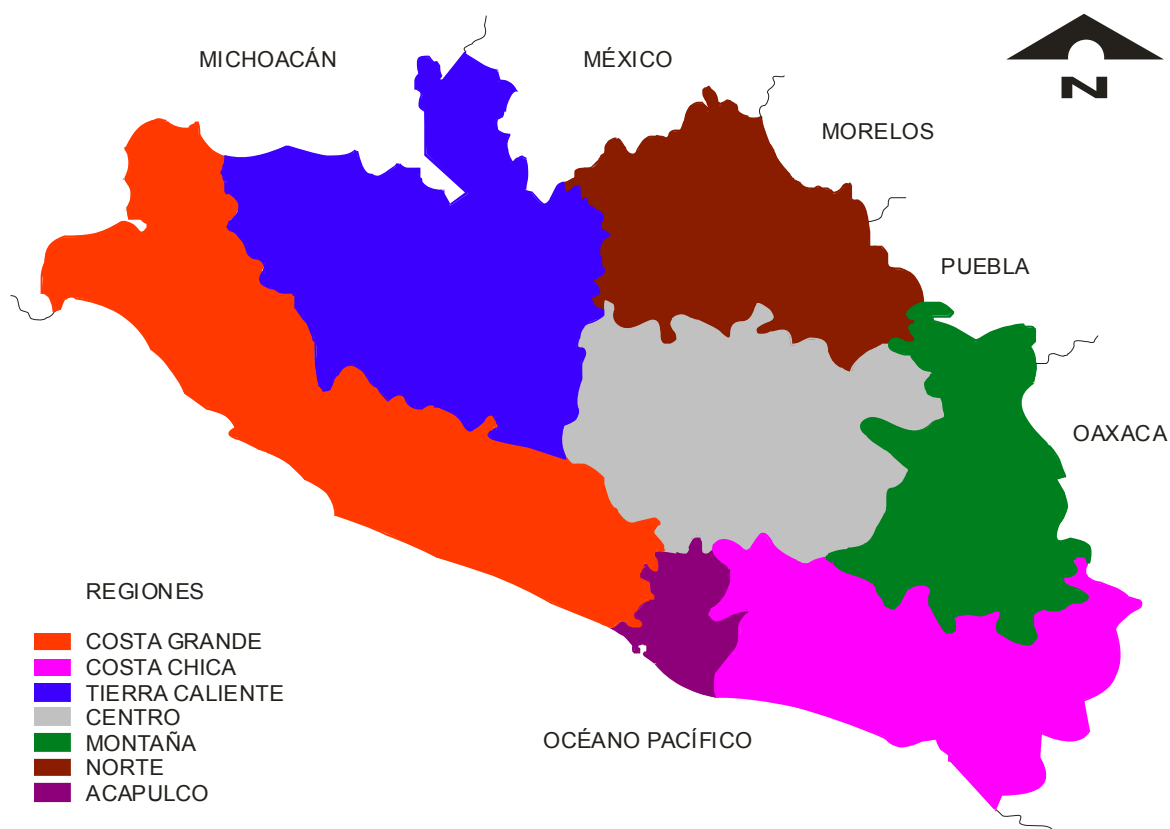 MICHOACÁN
MÉXICO
N
MORELOS
PUEBLA
OAXACA
REGIONES
COSTA GRANDE
COSTA CHICA
TIERRA CALIENTE
CENTRO
MONTAÑA
NORTE
ACAPULCO
OCÉANO PACÍFICO